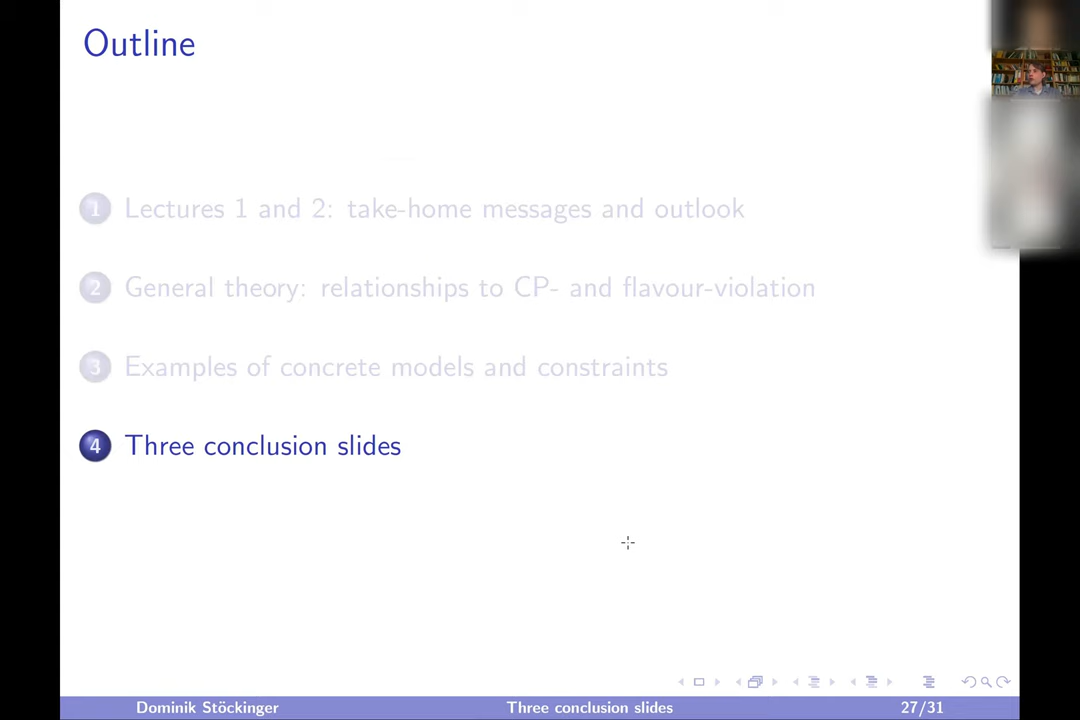 Outline
1 Lectures 1 and 2: take-home messages and outlook
2 General theory: relationships to CP- and flavour-violation
3 Examples of concrete models and constraints
4 Three conclusion slides
Dominik Stöckinger Three conclusion slides 27/31